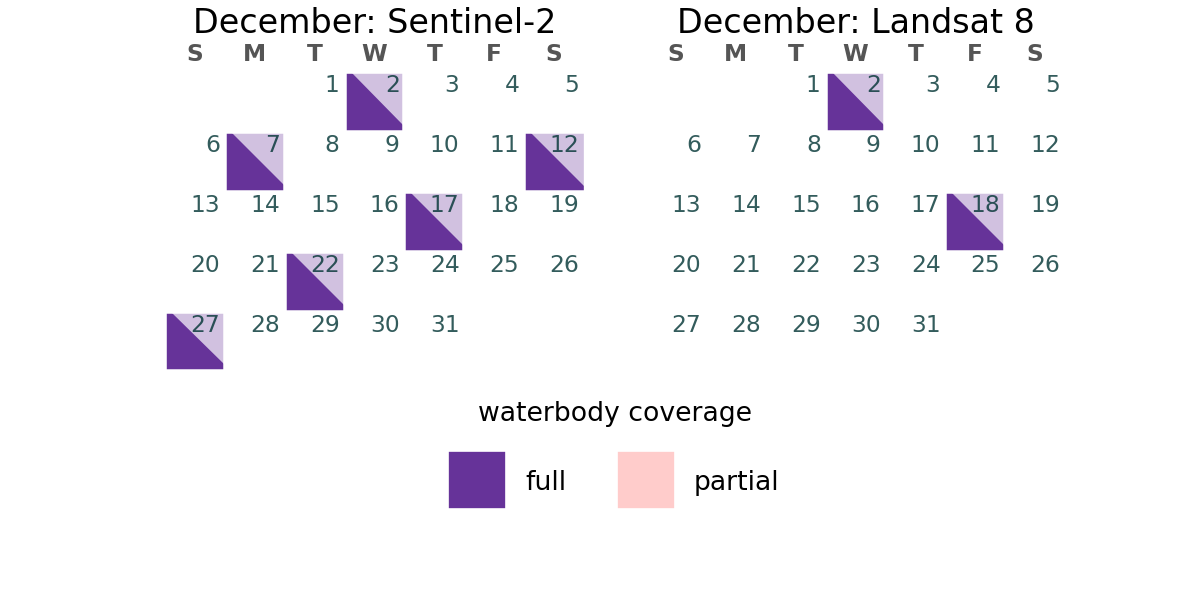 December: Sentinel-2
S M T W T F S
1 2 3 4 5
6 7 8 9 10 11 12
13 14 15 16 17 18 19
20 21 22 23 24 25 26
27 28 29 30 31
December: Landsat 8
S M T W T F S
1 2 3 4 5
6 7 8 9 10 11 12
13 14 15 16 17 18 19
20 21 22 23 24 25 26
27 28 29 30 31
waterbody coverage
full partial